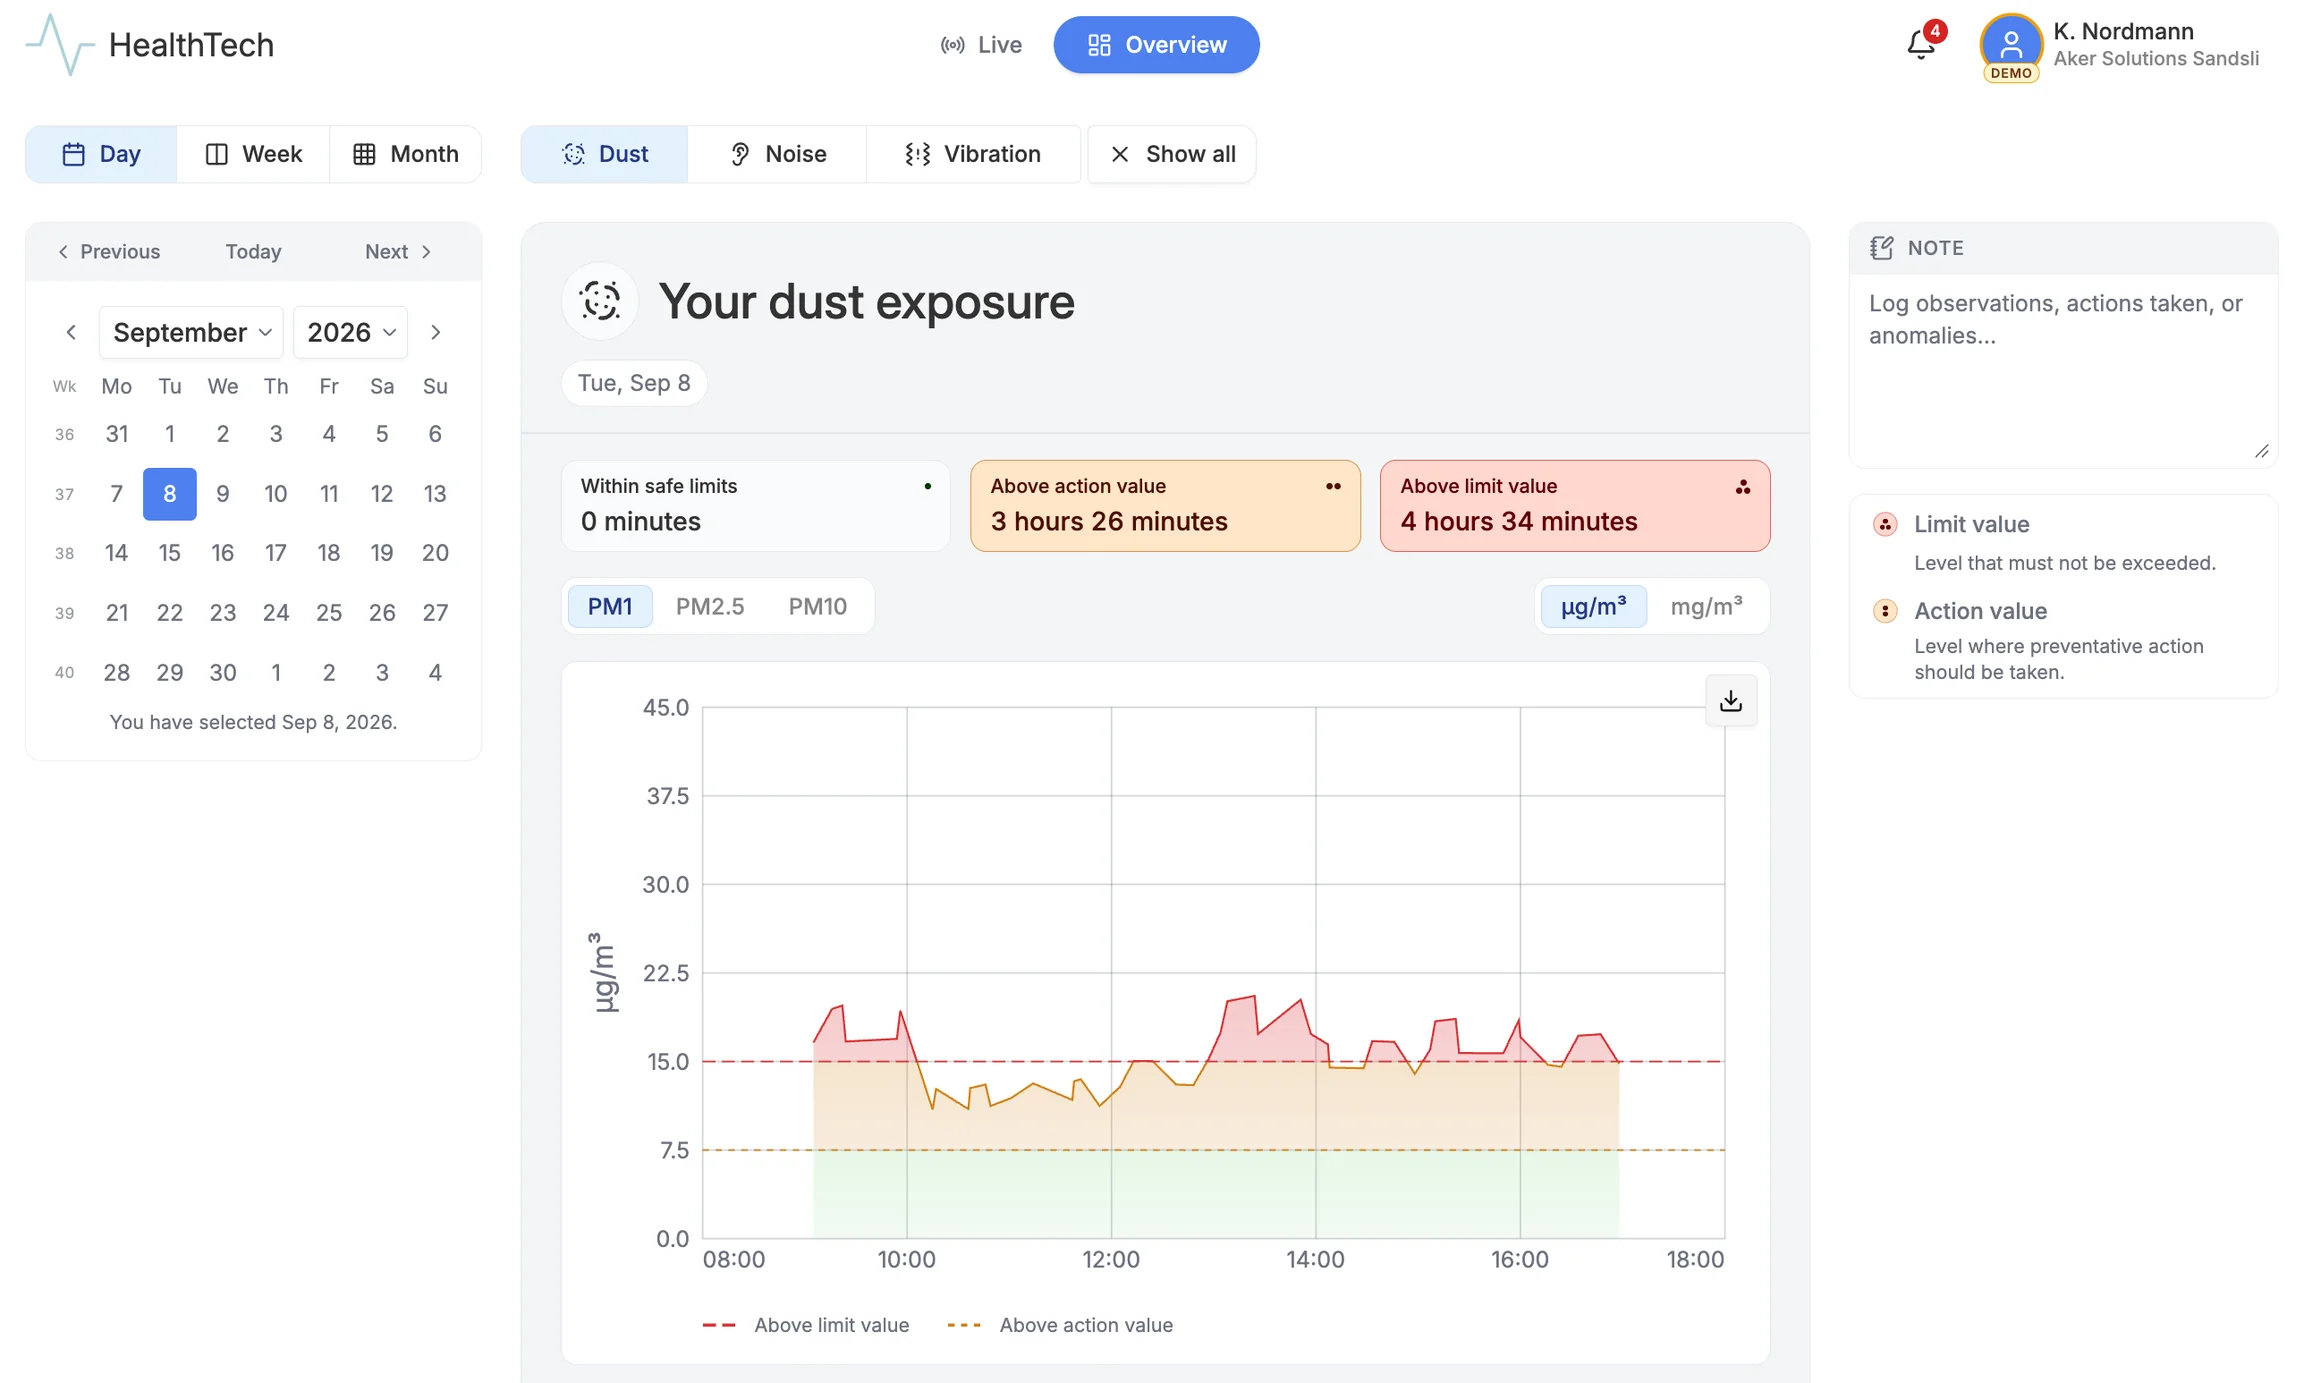 HealthTech
Live
Overview
4
DEMO
K. Nordmann
Aker Solutions Sandsli
Day
Week
Month
Dust
Noise
Vibration
Show all
Previous
Today
Next
September
2026
Wk Mo Tu We Th Fr Sa Su
36 31 1 2 3 4 5 6
37 7 8 9 10 11 12 13
38 14 15 16 17 18 19 20
39 21 22 23 24 25 26 27
40 28 29 30 1 2 3 4
You have selected Sep 8, 2026.
Your dust exposure
Tue, Sep 8
Within safe limits
0 minutes
Above action value
3 hours 26 minutes
Above limit value
4 hours 34 minutes
PM1
PM2.5
PM10
µg/m³
mg/m³
45.0
37.5
30.0
22.5
15.0
7.5
0.0
µg/m³
08:00
10:00
12:00
14:00
16:00
18:00
Above limit value
Above action value
NOTE
Log observations, actions taken, or
anomalies...
Limit value
Level that must not be exceeded.
Action value
Level where preventative action
should be taken.